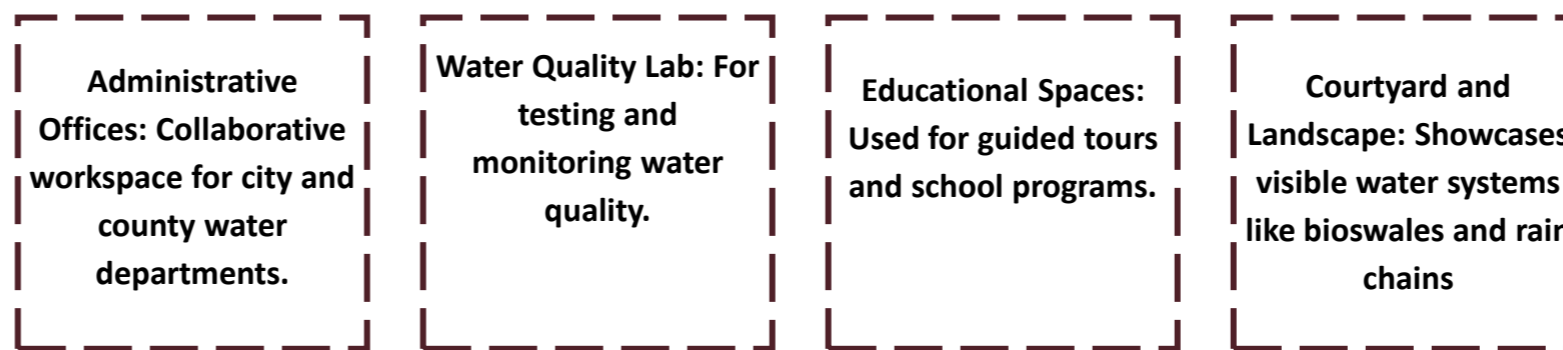 Administrative
Offices: Collaborative
workspace for city and
county water
departments.
Water Quality Lab: For
testing and
monitoring water
quality.
Educational Spaces:
Used for guided tours
and school programs.
Courtyard and
Landscape: Showcases
visible water systems
like bioswales and rain
chains